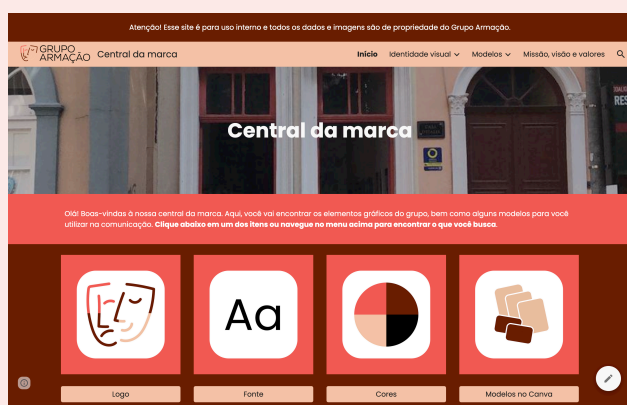 Atenção! Esse site é para uso interno e todos os dados e imagens são de propriedade do Grupo Armação.
GRUPO
ARMAÇÃO
Central da marca
Início
Identidade visual
Modelos
Missão, visão e valores
Central da marca
RES
Olá! Boas-vindas à nossa central da marca. Aqui, você vai encontrar os elementos gráficos do grupo, bem como alguns modelos para você
utilizar na comunicação. Clique abaixo em um dos itens ou navegue no menu acima para encontrar o que você busca.
Aa
Logo
Fonte
Cores
Modelos no Canva